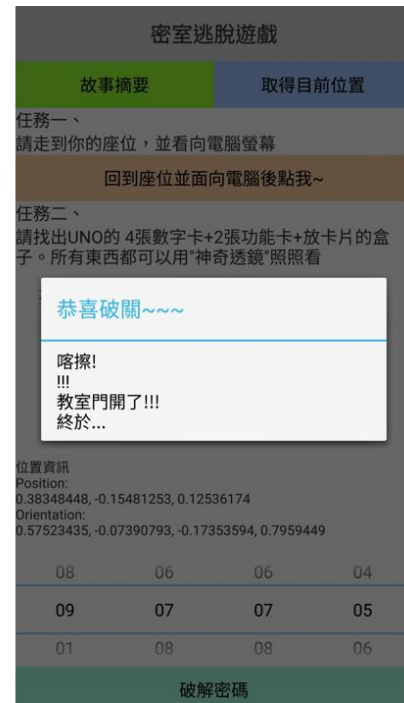 密室逃脫遊戲
故事摘要
取得目前位置
任務一、
請走到你的座位，並看向電腦螢幕
回到座位並面向電腦後點我~
任務二、
請找出UNO的 4張數字卡+2張功能卡+放卡片的盒
子。所有東西都可以用"神奇透鏡"照照看
恭喜破關~~~
喀擦!
!!!
教室門開了!!!
終於...
位置資訊
Position:
0.38348448, -0.15481253, 0.12536174
Orientation:
0.57523435, -0.07390793, -0.17353594, 0.7959449
08 06 06 04
09 07 07 05
01 08 08 06
破解密碼